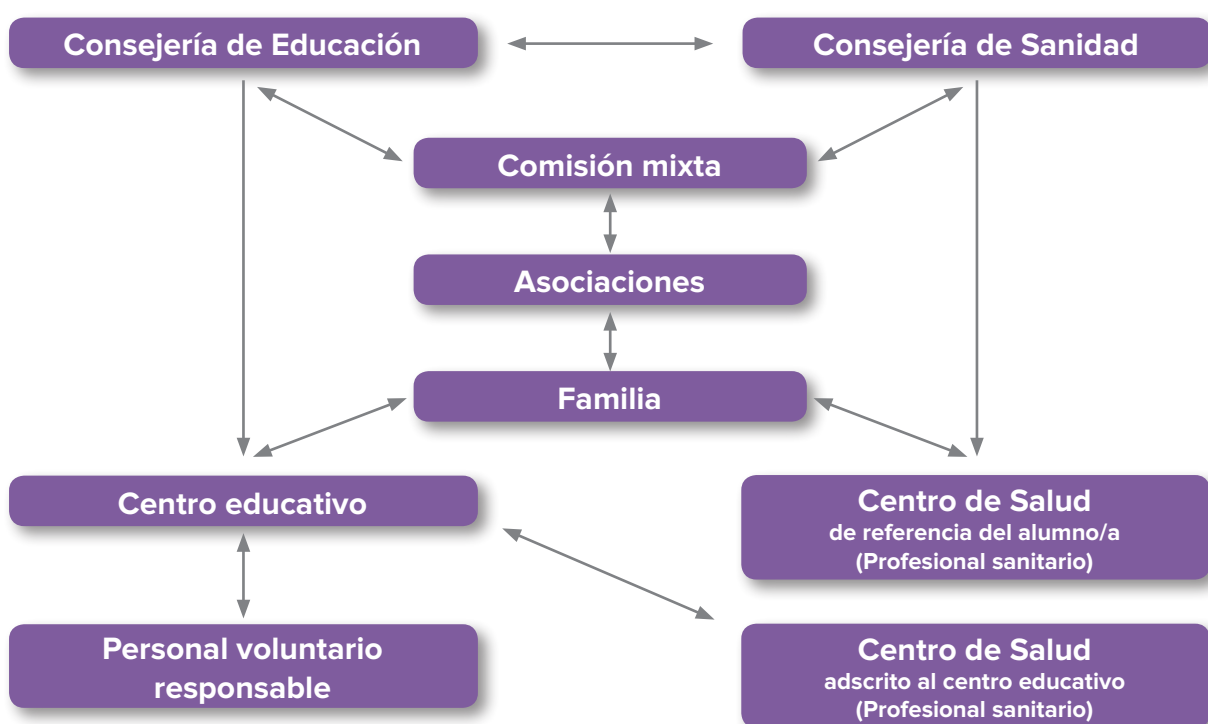 Consejería de Educación
Consejería de Sanidad
Comisión mixta
Asociaciones
Familia
Centro educativo
Centro de Salud
de referencia del alumno/a
(Profesional sanitario)
Personal voluntario
responsable
Centro de Salud
adscrito al centro educativo
(Profesional sanitario)